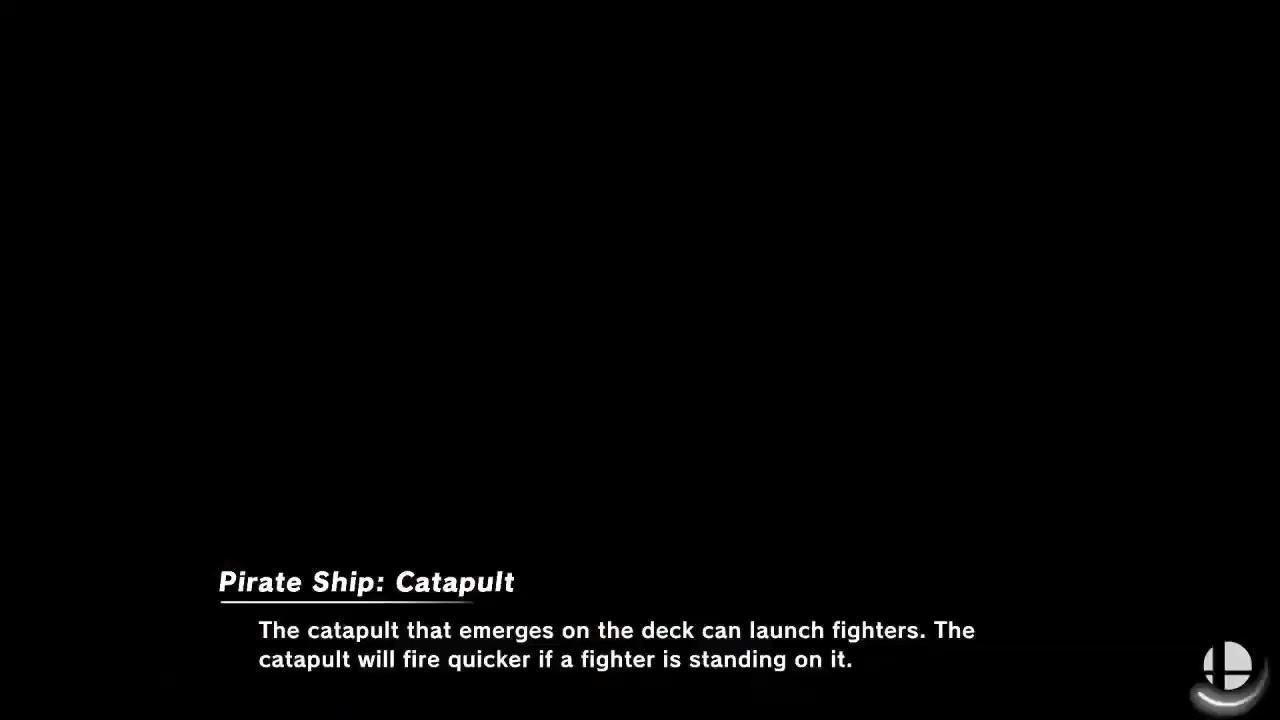 Pirate Ship: Catapult
The catapult that emerges on the deck can launch fighters. The
catapult will fire quicker if a fighter is standing on it.